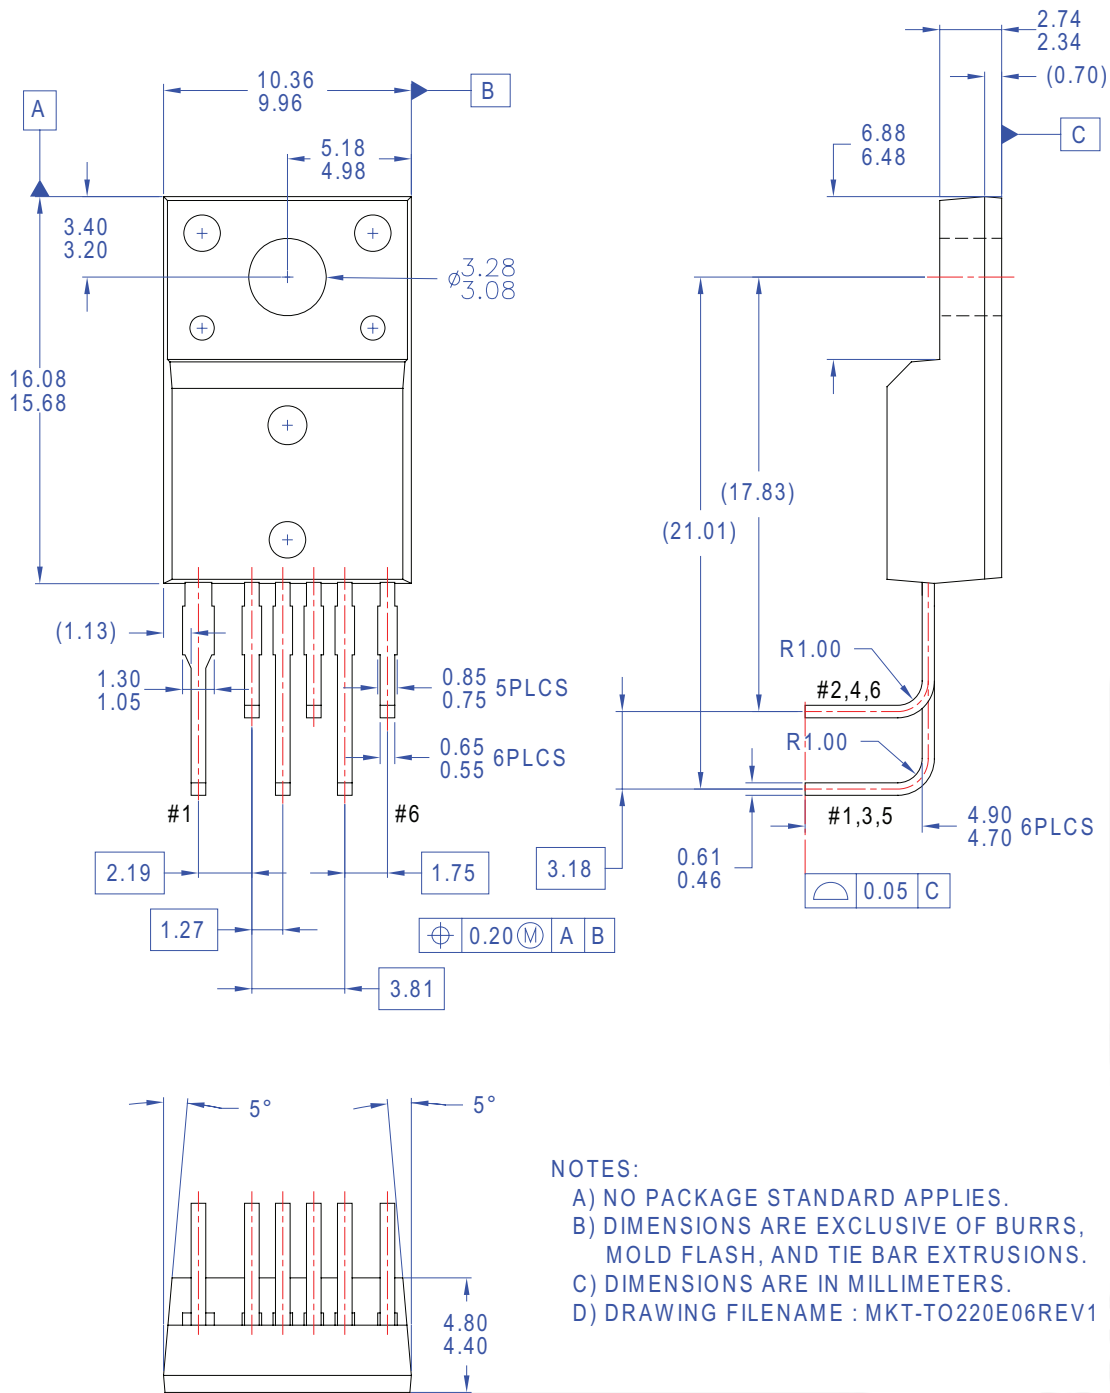 2.74
2.34
(0.70)
10.36
9.96
A
B
C
5.18
4.98
6.88
6.48
3.40
3.20
⌀3.28
3.08
16.08
15.68
(17.83)
(21.01)
(1.13)
R1.00
1.30
1.05
0.85
0.75 5PLCS
#2,4,6
0.65
0.55 6PLCS
R1.00
#1
#6
#1,3,5
4.90
4.70 6PLCS
2.19
1.75
3.18
0.61
0.46
⌓ 0.05 C
1.27
⌖ 0.20Ⓜ A B
3.81
5°
5°
4.80
4.40
NOTES:
A) NO PACKAGE STANDARD APPLIES.
B) DIMENSIONS ARE EXCLUSIVE OF BURRS,
MOLD FLASH, AND TIE BAR EXTRUSIONS.
C) DIMENSIONS ARE IN MILLIMETERS.
D) DRAWING FILENAME : MKT-TO220E06REV1